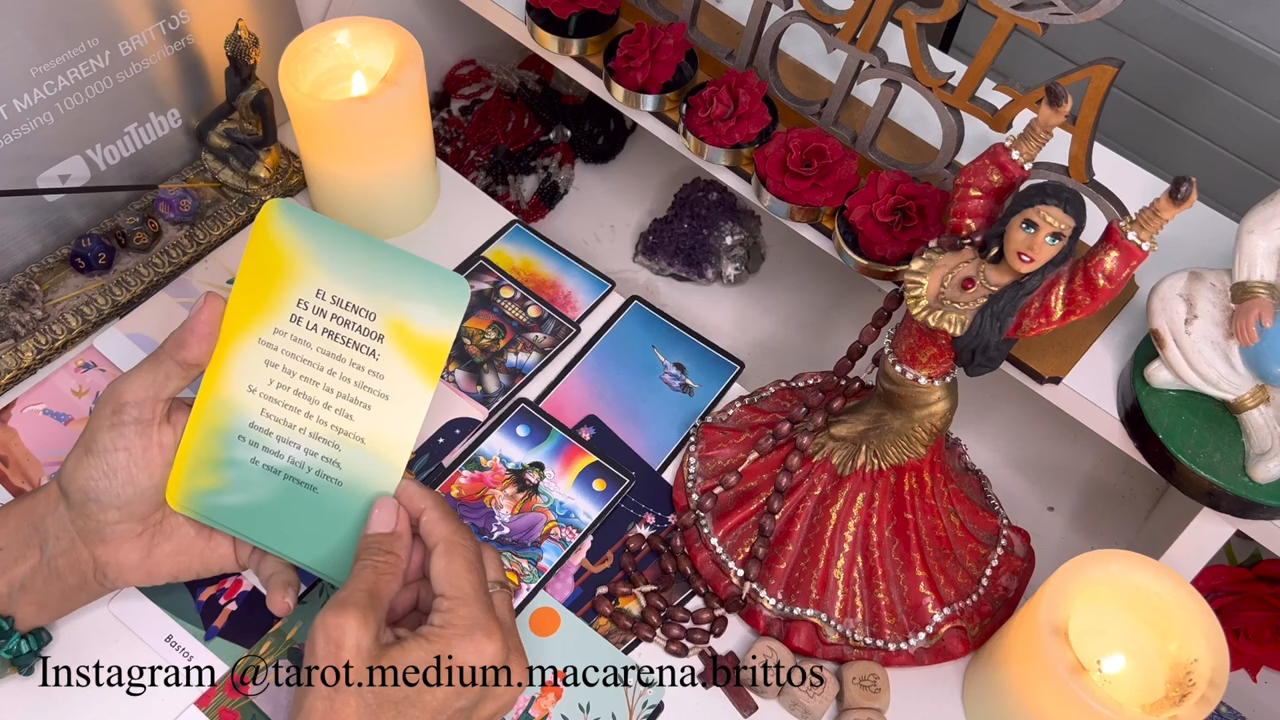 Presented to
MACAREN/ BRITTOS
passing 100,000 subscribers
YouTube
EL SILENCIO
ES UN PORTADOR
DE LA PRESENCIA;
por tanto, cuando leas esto
toma conciencia de los silencios
que hay entre las palabras
y por debajo de ellas.
Sé consciente de los espacios.
Escuchar el silencio,
donde quiera que estés,
es un modo fácil y directo
de estar presente.
Bastos
Instagram @tarot.medium.macarena.brittos